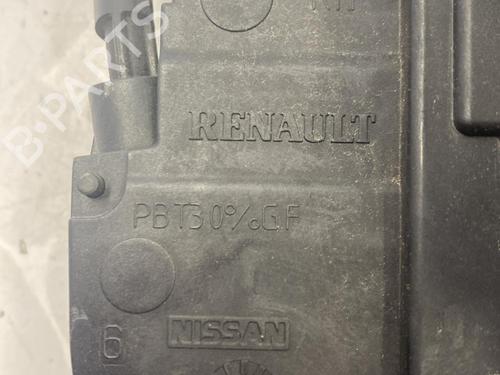 RENAULT
PBT30%GF
NISSAN
6
B-PARTS